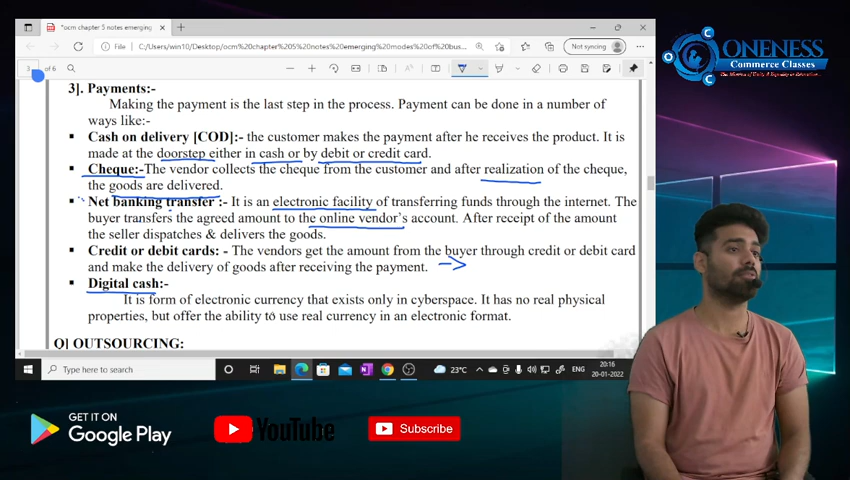 *ocm chapter 5 notes emerging
File
C:/Users/win10/Desktop/ocm%20chapter%205%20notes%20emerging%20modes%20of%20bus...
Not syncing
3 of 6
ONENESS
Commerce Classes
3]. Payments:-
Making the payment is the last step in the process. Payment can be done in a number of
ways like:-
▪ Cash on delivery [COD]:- the customer makes the payment after he receives the product. It is
made at the doorstep either in cash or by debit or credit card.
▪ Cheque:- The vendor collects the cheque from the customer and after realization of the cheque,
the goods are delivered.
▪ Net banking transfer :- It is an electronic facility of transferring funds through the internet. The
buyer transfers the agreed amount to the online vendor's account. After receipt of the amount
the seller dispatches & delivers the goods.
▪ Credit or debit cards: - The vendors get the amount from the buyer through credit or debit card
and make the delivery of goods after receiving the payment.
▪ Digital cash:-
It is form of electronic currency that exists only in cyberspace. It has no real physical
properties, but offer the ability to use real currency in an electronic format.
Q] OUTSOURCING:
Type here to search
23°C
ENG
20:16
20-01-2022
GET IT ON
Google Play
YouTube
Subscribe